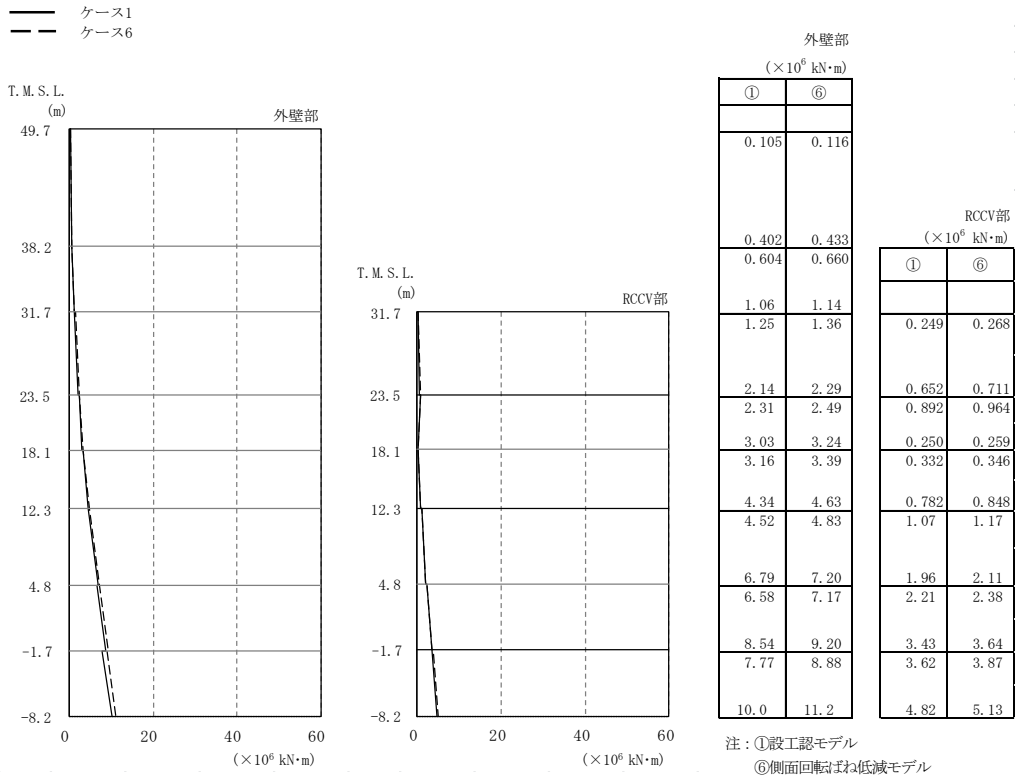 ケース1
ケース6
T.M.S.L.
(m)
外壁部
49.7
38.2
31.7
23.5
18.1
12.3
4.8
-1.7
-8.2
0 20 40 60
(×10⁶ kN･m)
T.M.S.L.
(m)
RCCV部
31.7
23.5
18.1
12.3
4.8
-1.7
-8.2
0 20 40 60
(×10⁶ kN･m)
外壁部
(×10⁶ kN･m)
① ⑥
0.105 0.116
0.402 0.433
0.604 0.660
1.06 1.14
1.25 1.36
2.14 2.29
2.31 2.49
3.03 3.24
3.16 3.39
4.34 4.63
4.52 4.83
6.79 7.20
6.58 7.17
8.54 9.20
7.77 8.88
10.0 11.2
RCCV部
(×10⁶ kN･m)
① ⑥
0.249 0.268
0.652 0.711
0.892 0.964
0.250 0.259
0.332 0.346
0.782 0.848
1.07 1.17
1.96 2.11
2.21 2.38
3.43 3.64
3.62 3.87
4.82 5.13
注：①設工認モデル
⑥側面回転ばね低減モデル